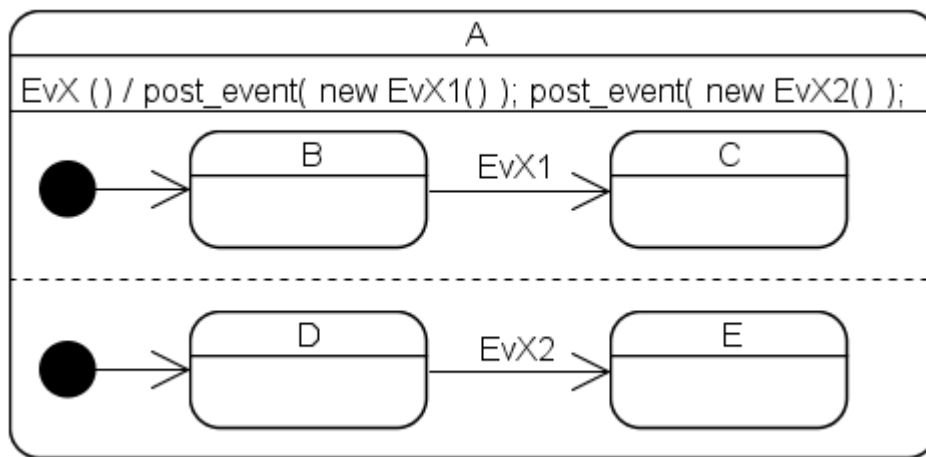 A
EvX () / post_event( new EvX1() ); post_event( new EvX2() );
B
EvX1
C
D
EvX2
E